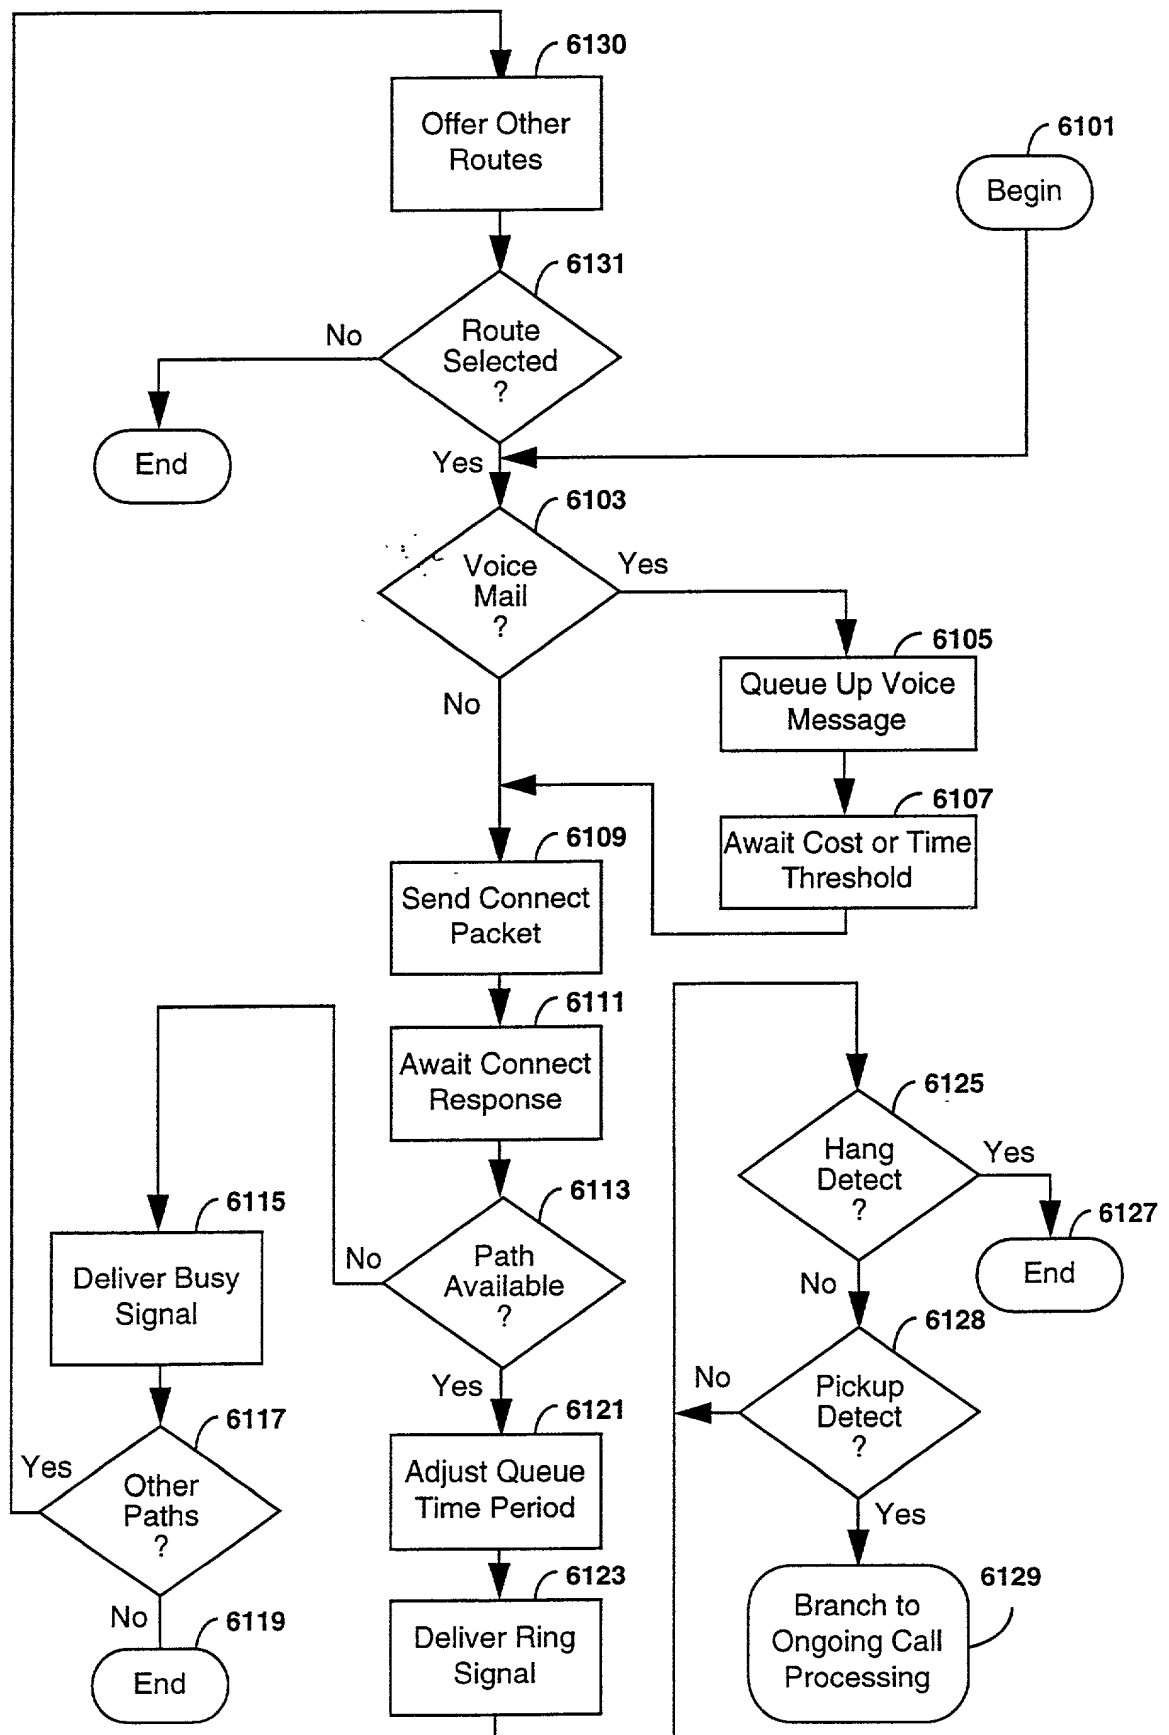 6130
Offer Other
Routes
6101
Begin
6131
Route
Selected
?
No
End
Yes
6103
Voice
Mail
?
Yes
No
6105
Queue Up Voice
Message
6107
Await Cost or Time
Threshold
6109
Send Connect
Packet
6111
Await Connect
Response
6113
Path
Available
?
No
Yes
6115
Deliver Busy
Signal
6117
Other
Paths
?
Yes
No
6119
End
6121
Adjust Queue
Time Period
6123
Deliver Ring
Signal
6125
Hang
Detect
?
Yes
6127
End
No
6128
Pickup
Detect
?
No
Yes
6129
Branch to
Ongoing Call
Processing